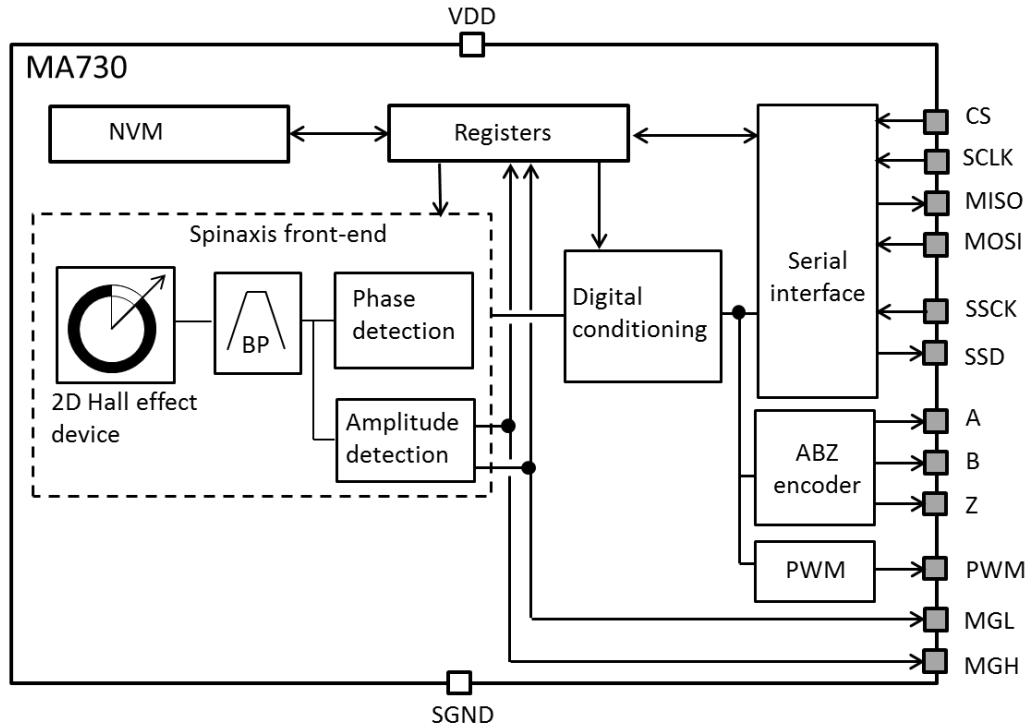 VDD
MA730
NVM
Registers
CS
SCLK
MISO
MOSI
SSCK
SSD
Serial
interface
Spinaxis front-end
BP
Phase
detection
2D Hall effect
device
Amplitude
detection
Digital
conditioning
ABZ
encoder
A
B
Z
PWM
PWM
MGL
MGH
SGND